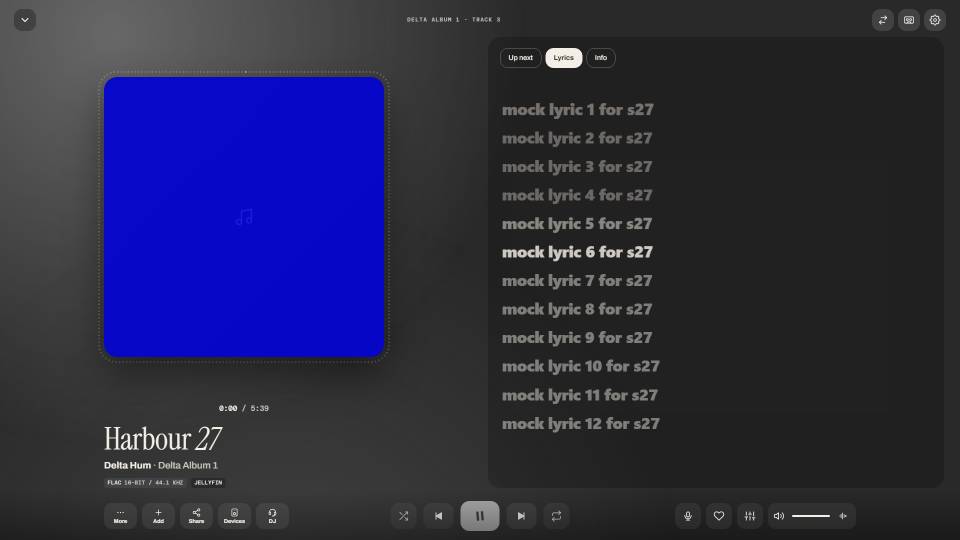 DELTA ALBUM 1 · TRACK 3
Up next
Lyrics
Info
mock lyric 1 for s27
mock lyric 2 for s27
mock lyric 3 for s27
mock lyric 4 for s27
mock lyric 5 for s27
mock lyric 6 for s27
mock lyric 7 for s27
mock lyric 8 for s27
mock lyric 9 for s27
mock lyric 10 for s27
mock lyric 11 for s27
mock lyric 12 for s27
0:00 / 5:39
Harbour 27
Delta Hum · Delta Album 1
FLAC 16-BIT / 44.1 KHZ
JELLYFIN
More
Add
Share
Devices
DJ